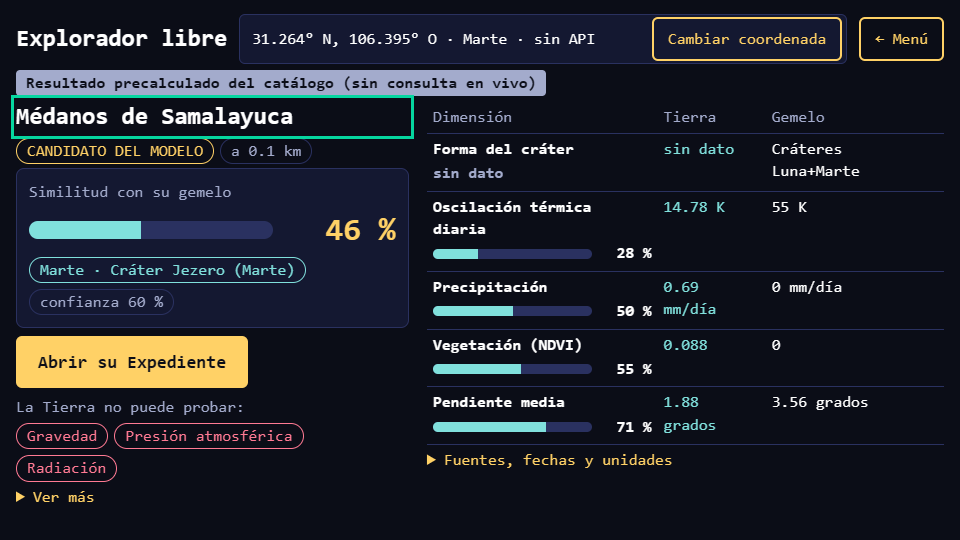 Explorador libre
31.264° N, 106.395° O · Marte · sin API
Cambiar coordenada
← Menú
Resultado precalculado del catálogo (sin consulta en vivo)
Médanos de Samalayuca
CANDIDATO DEL MODELO
a 0.1 km
Similitud con su gemelo
46 %
Marte · Cráter Jezero (Marte)
confianza 60 %
Abrir su Expediente
La Tierra no puede probar:
Gravedad
Presión atmosférica
Radiación
▶ Ver más
Dimensión Tierra Gemelo
Forma del cráter sin dato Cráteres
sin dato Luna+Marte
Oscilación térmica 14.78 K 55 K
diaria
28 %
Precipitación 0.69 0 mm/día
50 % mm/día
Vegetación (NDVI) 0.088 0
55 %
Pendiente media 1.88 3.56 grados
71 % grados
▶ Fuentes, fechas y unidades